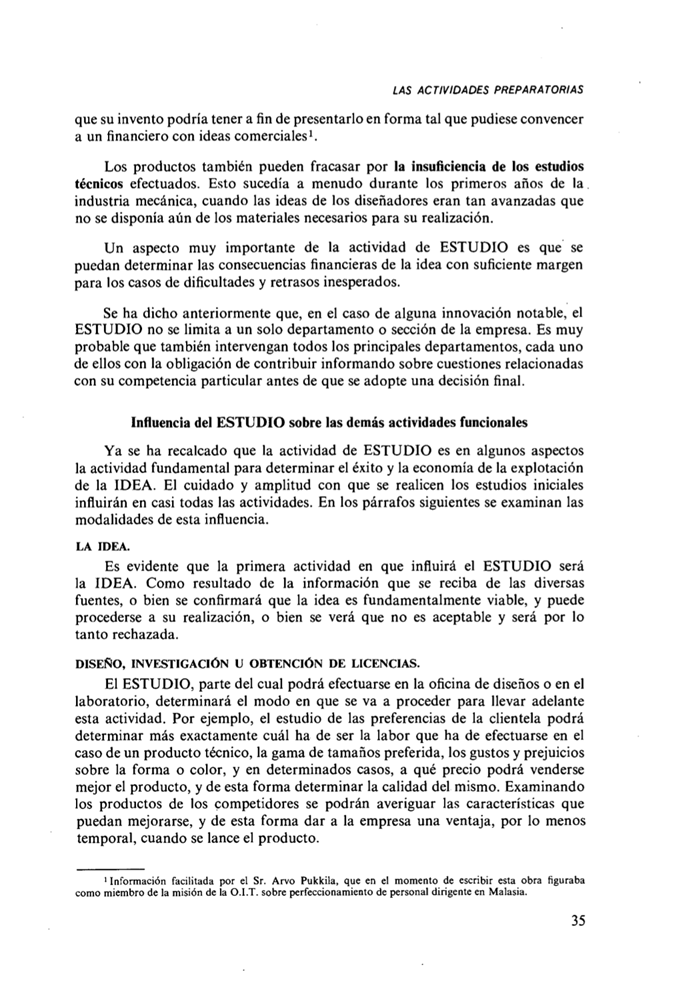 LAS ACTIVIDADES PREPARATORIAS
que su invento podría tener a fin de presentarlo en forma tal que pudiese convencer
a un financiero con ideas comerciales¹.
Los productos también pueden fracasar por la insuficiencia de los estudios
técnicos efectuados. Esto sucedía a menudo durante los primeros años de la
industria mecánica, cuando las ideas de los diseñadores eran tan avanzadas que
no se disponía aún de los materiales necesarios para su realización.
Un aspecto muy importante de la actividad de ESTUDIO es que se
puedan determinar las consecuencias financieras de la idea con suficiente margen
para los casos de dificultades y retrasos inesperados.
Se ha dicho anteriormente que, en el caso de alguna innovación notable, el
ESTUDIO no se limita a un solo departamento o sección de la empresa. Es muy
probable que también intervengan todos los principales departamentos, cada uno
de ellos con la obligación de contribuir informando sobre cuestiones relacionadas
con su competencia particular antes de que se adopte una decisión final.
Influencia del ESTUDIO sobre las demás actividades funcionales
Ya se ha recalcado que la actividad de ESTUDIO es en algunos aspectos
la actividad fundamental para determinar el éxito y la economía de la explotación
de la IDEA. El cuidado y amplitud con que se realicen los estudios iniciales
influirán en casi todas las actividades. En los párrafos siguientes se examinan las
modalidades de esta influencia.
LA IDEA.
Es evidente que la primera actividad en que influirá el ESTUDIO será
la IDEA. Como resultado de la información que se reciba de las diversas
fuentes, o bien se confirmará que la idea es fundamentalmente viable, y puede
procederse a su realización, o bien se verá que no es aceptable y será por lo
tanto rechazada.
DISEÑO, INVESTIGACIÓN U OBTENCIÓN DE LICENCIAS.
El ESTUDIO, parte del cual podrá efectuarse en la oficina de diseños o en el
laboratorio, determinará el modo en que se va a proceder para llevar adelante
esta actividad. Por ejemplo, el estudio de las preferencias de la clientela podrá
determinar más exactamente cuál ha de ser la labor que ha de efectuarse en el
caso de un producto técnico, la gama de tamaños preferida, los gustos y prejuicios
sobre la forma o color, y en determinados casos, a qué precio podrá venderse
mejor el producto, y de esta forma determinar la calidad del mismo. Examinando
los productos de los competidores se podrán averiguar las características que
puedan mejorarse, y de esta forma dar a la empresa una ventaja, por lo menos
temporal, cuando se lance el producto.
¹ Información facilitada por el Sr. Arvo Pukkila, que en el momento de escribir esta obra figuraba
como miembro de la misión de la O.I.T. sobre perfeccionamiento de personal dirigente en Malasia.
35